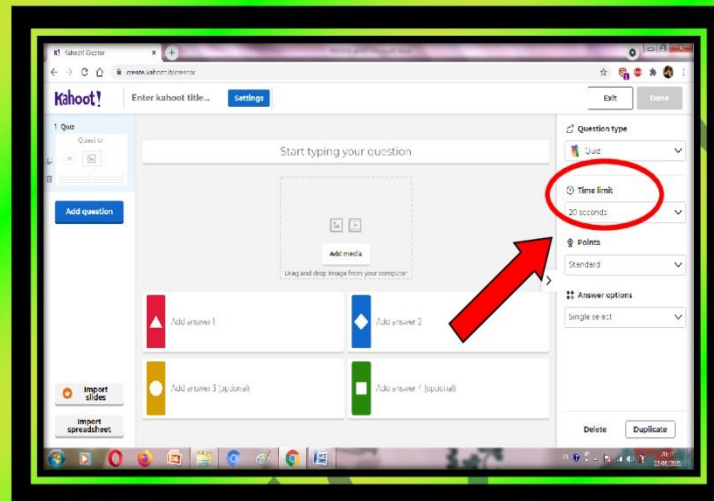 Kahoot! Creator
create.kahoot.it/creator
Kahoot!
Enter kahoot title...
Settings
Exit
Done
1 Quiz
Question
Add question
Import
slides
Import
spreadsheet
Start typing your question
Add media
Drag and drop image from your computer
Add answer 1
Add answer 2
Add answer 3 (optional)
Add answer 4 (optional)
Question type
Quiz
Time limit
20 seconds
Points
Standard
Answer options
Single select
Delete
Duplicate